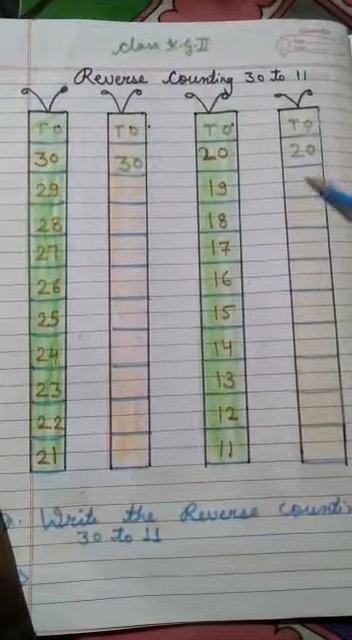 class K.G-II
Reverse Counting 30 to 11
T O T O T O T O
30 30 20 20
29 19
28 18
27 17
26 16
25 15
24 14
23 13
22 12
21 11
Write the Reverse
30 to 11